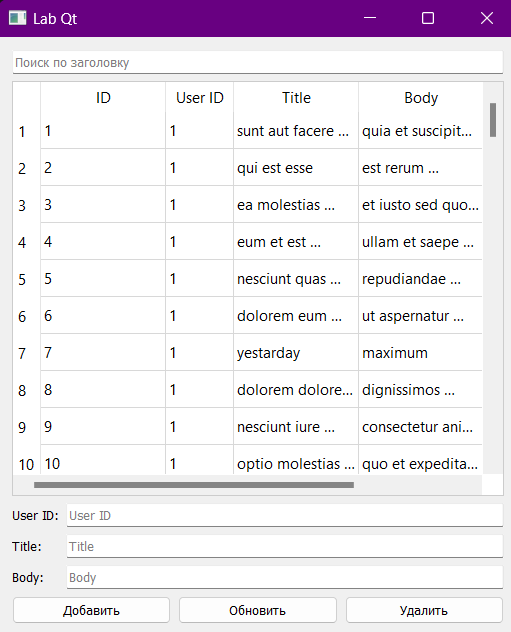 Lab Qt
Поиск по заголовку
ID User ID Title Body
1 1 1 sunt aut facere ... quia et suscipit...
2 2 1 qui est esse est rerum ...
3 3 1 ea molestias ... et iusto sed quo...
4 4 1 eum et est ... ullam et saepe ...
5 5 1 nesciunt quas ... repudiandae ...
6 6 1 dolorem eum ... ut aspernatur ...
7 7 1 yestarday maximum
8 8 1 dolorem dolore... dignissimos ...
9 9 1 nesciunt iure ... consectetur ani...
10 10 1 optio molestias ... quo et expedita...
User ID: User ID
Title: Title
Body: Body
Добавить Обновить Удалить